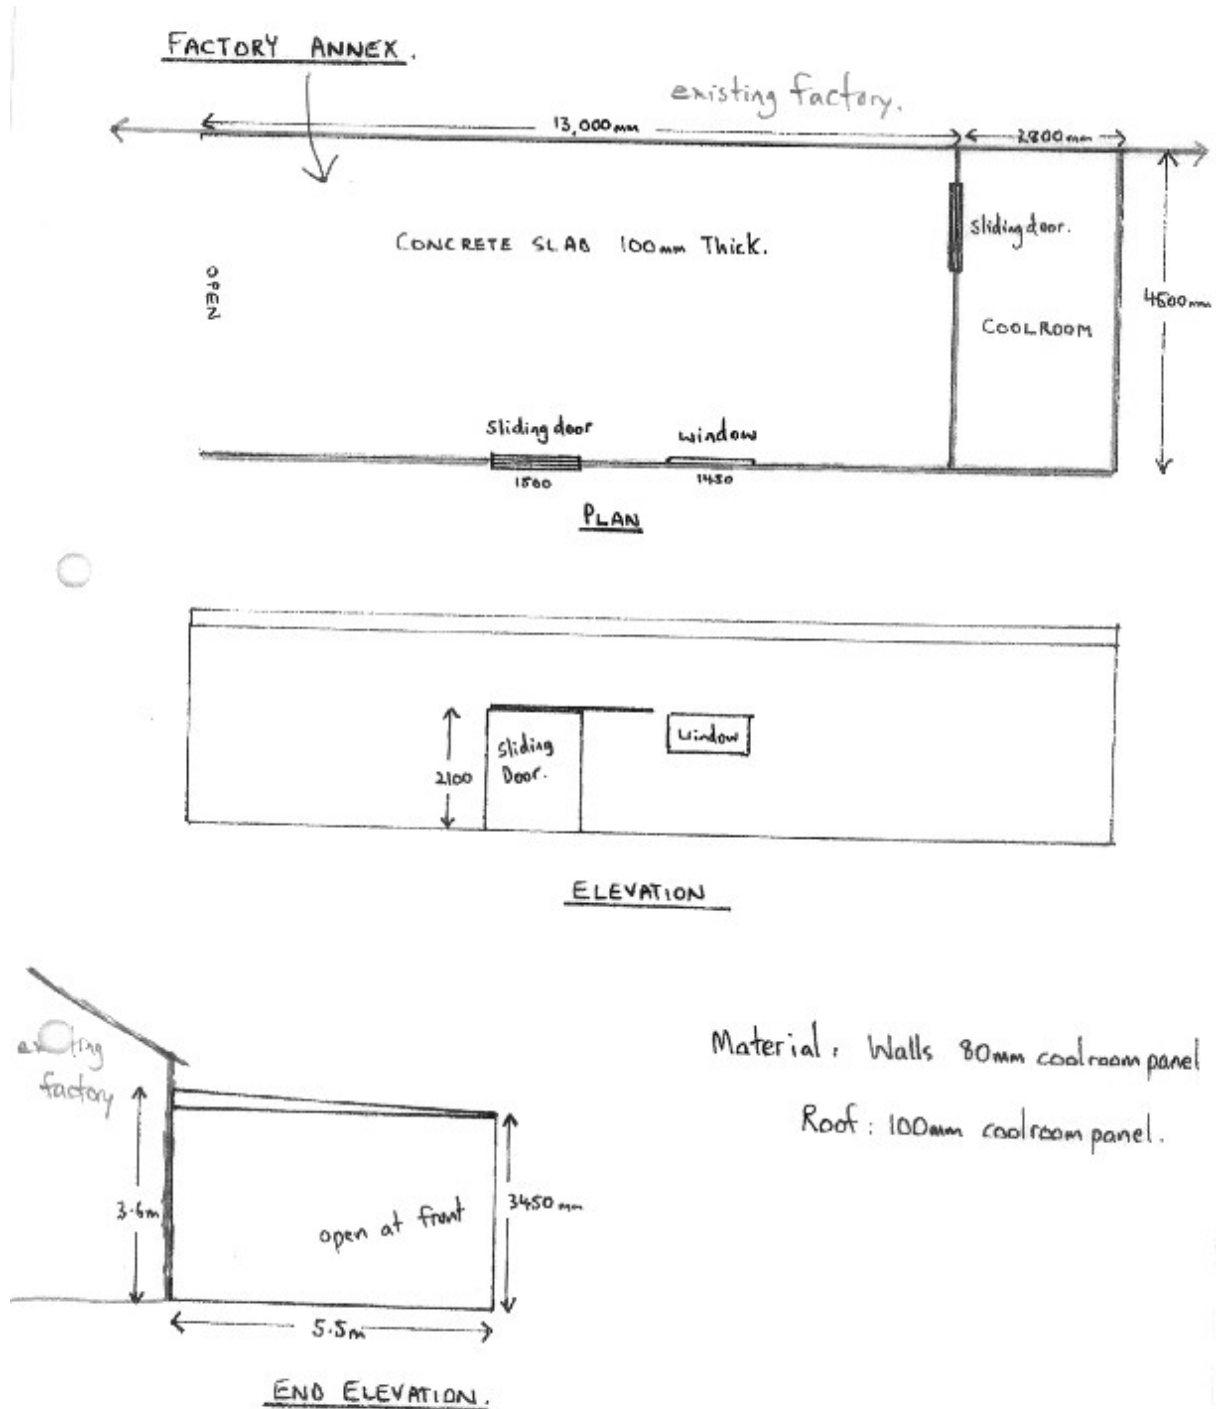 FACTORY ANNEX.
existing factory.
13,000mm
2800mm
sliding door.
CONCRETE SLAB 100mm Thick.
OPEN
4500mm
COOLROOM
Sliding door
window
1500
1450
PLAN
2100
Sliding
Door.
window
ELEVATION
existing
factory
3.6m
open at front
3450mm
5.5m
END ELEVATION.
Material: Walls 80mm coolroom panel
Roof: 100mm coolroom panel.